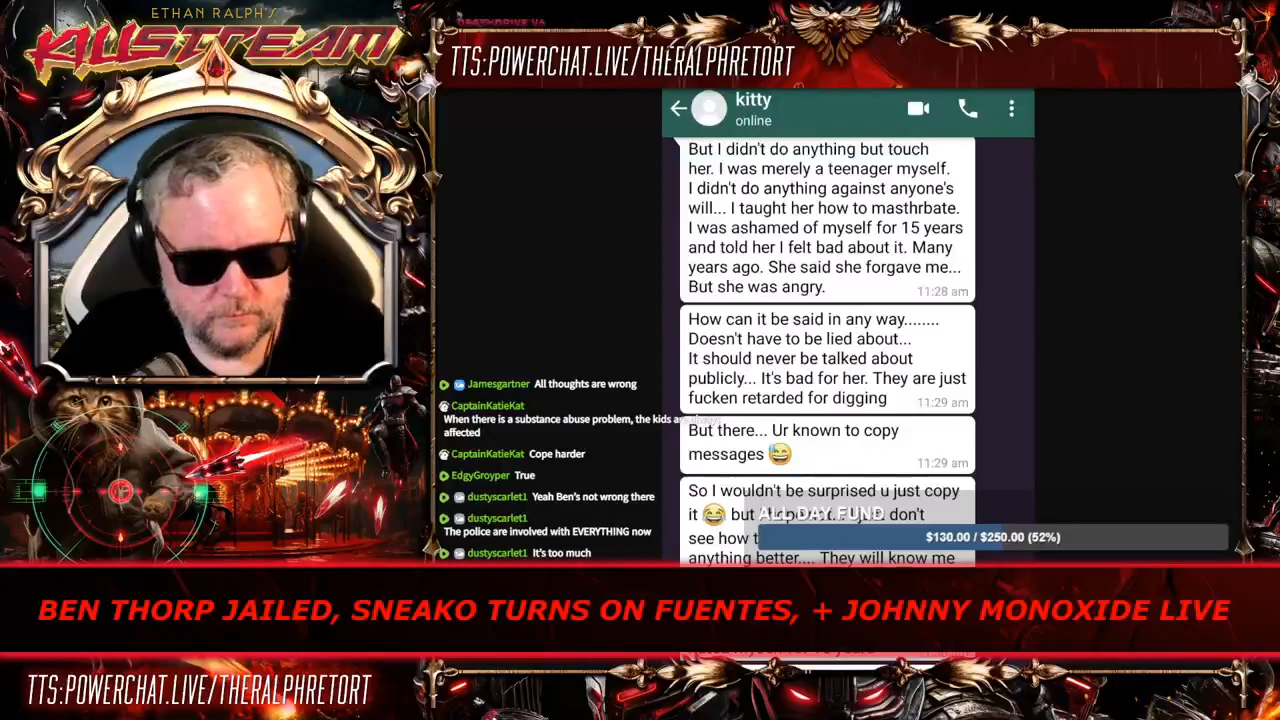 ETHAN RALPH'S
KILLSTREAM
TTS:POWERCHAT.LIVE/THERALPHRETORT
kitty
online
But I didn't do anything but touch
her. I was merely a teenager myself.
I didn't do anything against anyone's
will... I taught her how to masthrbate.
I was ashamed of myself for 15 years
and told her I felt bad about it. Many
years ago. She said she forgave me...
But she was angry.
11:28 am
How can it be said in any way........
Doesn't have to be lied about...
It should never be talked about
publicly... It's bad for her. They are just
fucken retarded for digging
11:29 am
But there... Ur known to copy
messages 😅
11:29 am
So I wouldn't be surprised u just copy
it 😂 but
don't
see how t
anything better.... They will know me
Jamesgartner All thoughts are wrong
CaptainKatieKat
When there is a substance abuse problem, the kids are always
affected
CaptainKatieKat Cope harder
EdgyGroyper True
dustyscarlet1 Yeah Ben's not wrong there
dustyscarlet1
The police are involved with EVERYTHING now
dustyscarlet1 It's too much
ALL DAY FUND
$130.00 / $250.00 (52%)
BEN THORP JAILED, SNEAKO TURNS ON FUENTES, + JOHNNY MONOXIDE LIVE
TTS:POWERCHAT.LIVE/THERALPHRETORT